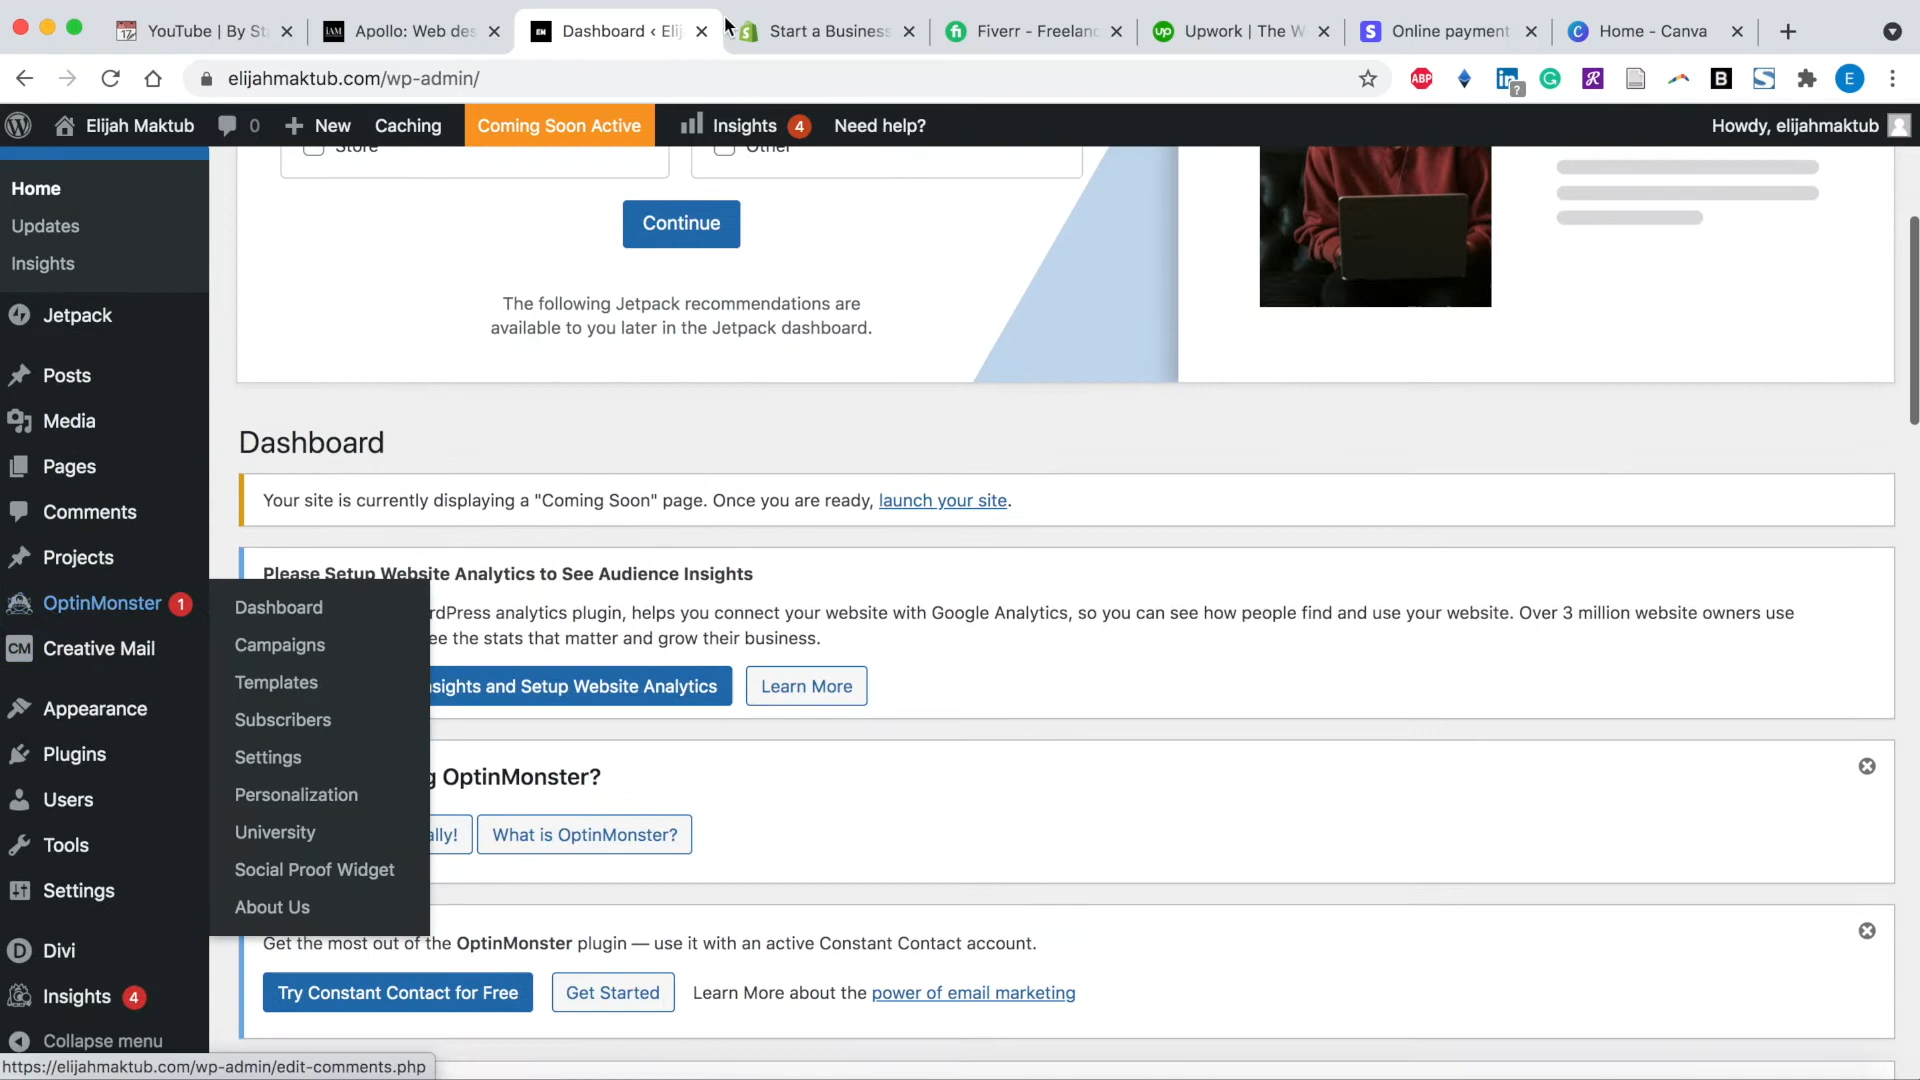 YouTube | By St
Apollo: Web des
EM
Dashboard ‹ Elij
Start a Business
Fiverr - Freelanc
up
Upwork | The W
S
Online payment
C
Home - Canva
elijahmaktub.com/wp-admin/
ABP
in
?
G
R
B
S
E
Elijah Maktub
0
New
Caching
Coming Soon Active
Insights
4
Need help?
Howdy, elijahmaktub
Home
Updates
Insights
Jetpack
Posts
Media
Pages
Comments
Projects
OptinMonster
1
CM
Creative Mail
Appearance
Plugins
Users
Tools
Settings
D
Divi
Insights
4
Collapse menu
https://elijahmaktub.com/wp-admin/edit-comments.php
Dashboard
Campaigns
Templates
Subscribers
Settings
Personalization
University
Social Proof Widget
About Us
Store
Other
Continue
The following Jetpack recommendations are
available to you later in the Jetpack dashboard.
Dashboard
Your site is currently displaying a "Coming Soon" page. Once you are ready, launch your site.
Please Setup Website Analytics to See Audience Insights
rdPress analytics plugin, helps you connect your website with Google Analytics, so you can see how people find and use your website. Over 3 million website owners use
ee the stats that matter and grow their business.
nsights and Setup Website Analytics
Learn More
g OptinMonster?
ally!
What is OptinMonster?
Get the most out of the OptinMonster plugin — use it with an active Constant Contact account.
Try Constant Contact for Free
Get Started
Learn More about the power of email marketing